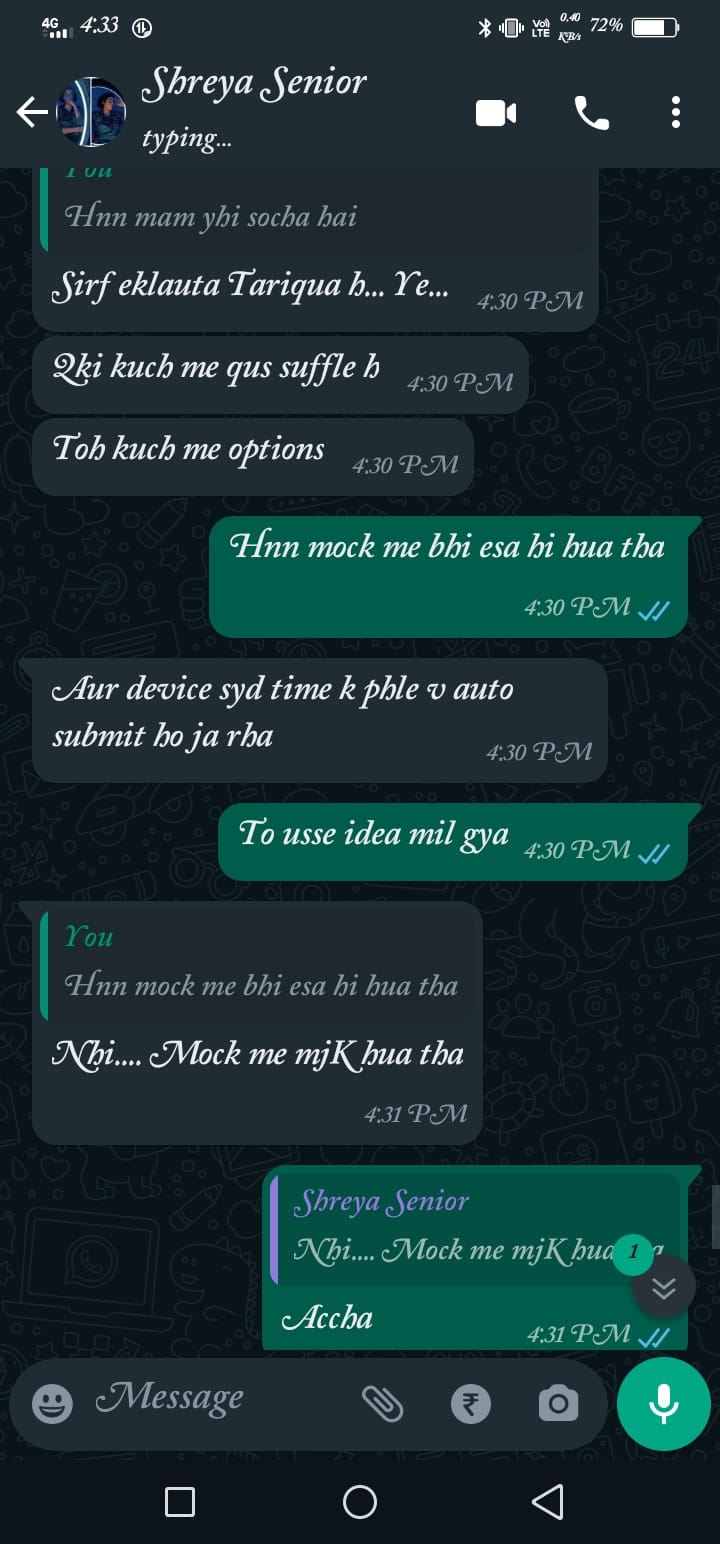 4G 4:33 VoD LTE 0.40 KB/s 72%
Shreya Senior
typing...
You
Hnn mam yhi socha hai
Sirf eklauta Tariqua h... Ye...
4:30 PM
Qki kuch me qus suffle h
4:30 PM
Toh kuch me options
4:30 PM
Hnn mock me bhi esa hi hua tha
4:30 PM
Aur device syd time k phle v auto
submit ho ja rha
4:30 PM
To usse idea mil gya
4:30 PM
You
Hnn mock me bhi esa hi hua tha
Nhi.... Mock me mjK hua tha
4:31 PM
Shreya Senior
Nhi.... Mock me mjK hua
1
Accha
4:31 PM
Message